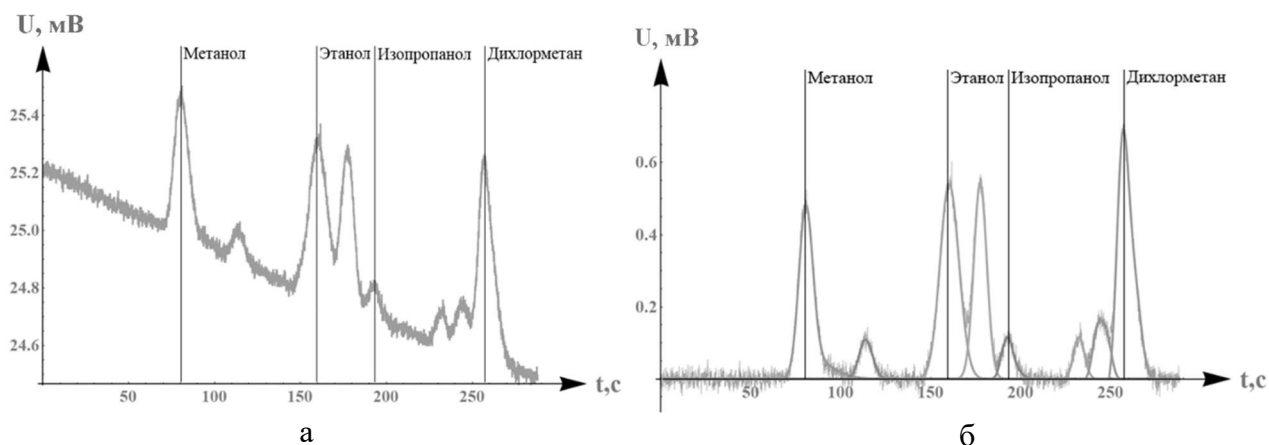 U, мВ
Метанол
Этанол
Изопропанол
Дихлорметан
25.4
25.2
25.0
24.8
24.6
50
100
150
200
250
t,с
а
U, мВ
Метанол
Этанол
Изопропанол
Дихлорметан
0.6
0.4
0.2
50
100
150
200
250
t,с
б